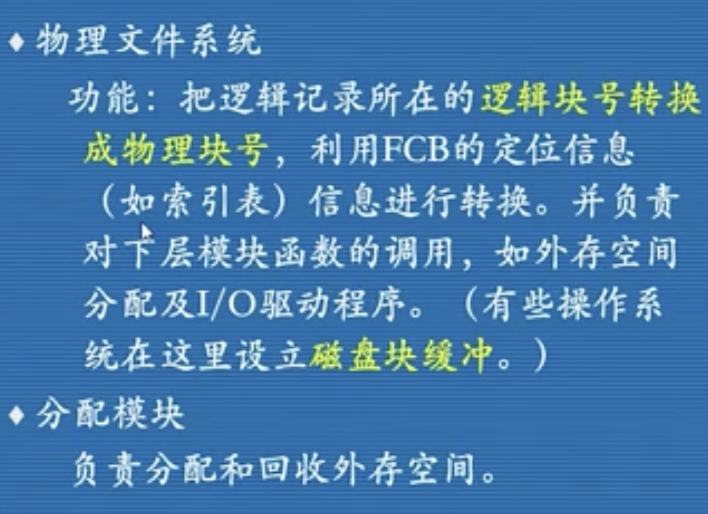 ♦ 物理文件系统
功能：把逻辑记录所在的逻辑块号转换
成物理块号，利用FCB的定位信息
（如索引表）信息进行转换。并负责
对下层模块函数的调用，如外存空间
分配及I/O驱动程序。（有些操作系
统在这里设立磁盘块缓冲。）
♦ 分配模块
负责分配和回收外存空间。